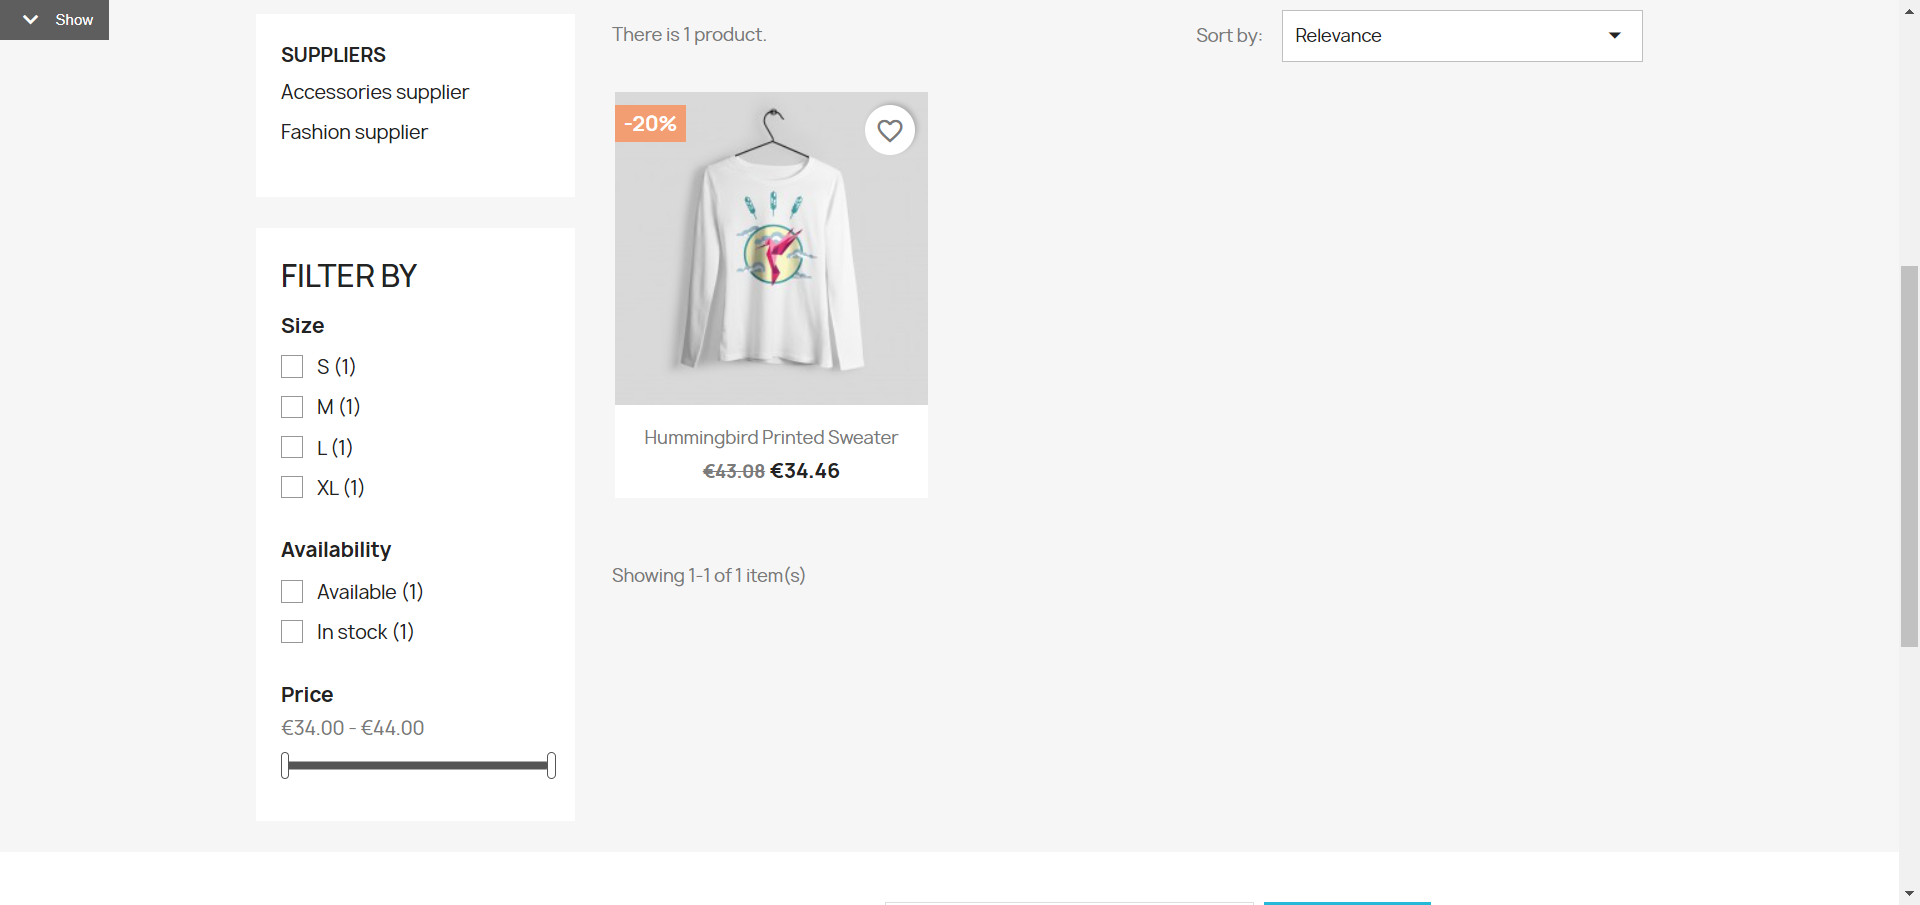 Show
SUPPLIERS
Accessories supplier
Fashion supplier
FILTER BY
Size
S (1)
M (1)
L (1)
XL (1)
Availability
Available (1)
In stock (1)
Price
€34.00 - €44.00
There is 1 product.
Sort by:
Relevance
-20%
Hummingbird Printed Sweater
€43.08 €34.46
Showing 1-1 of 1 item(s)